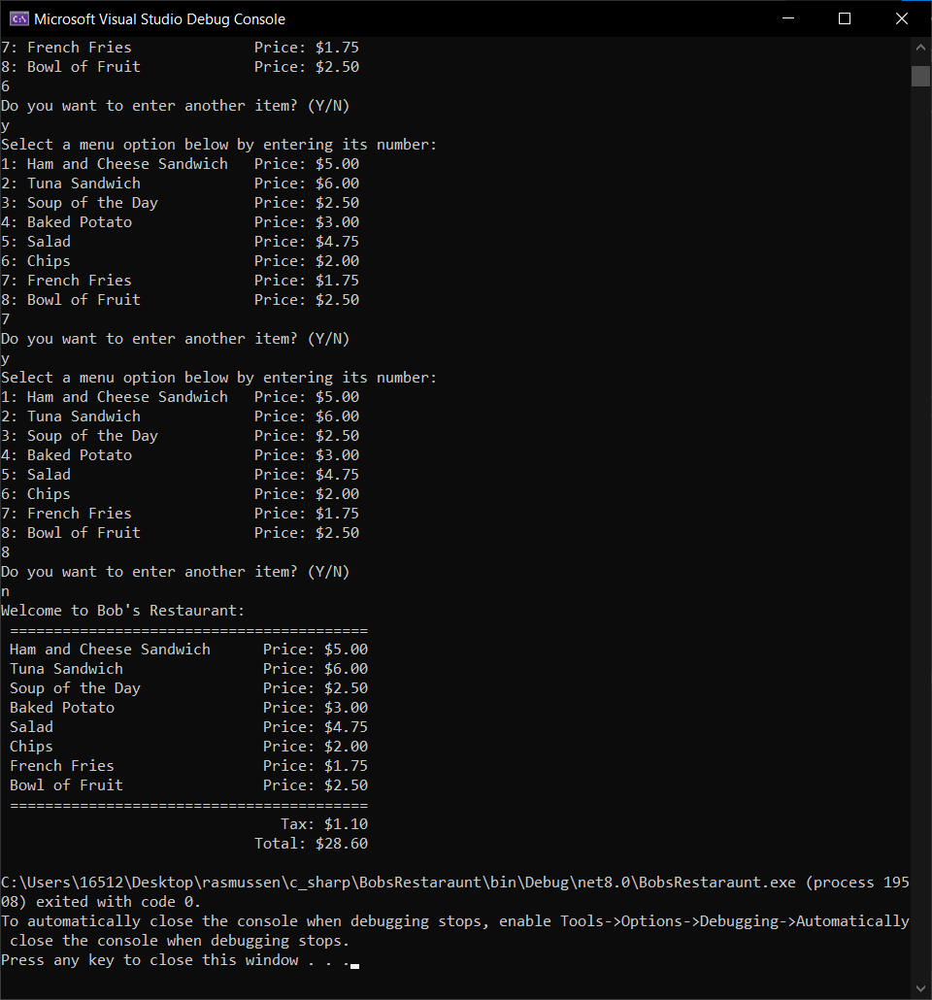 Microsoft Visual Studio Debug Console
7: French Fries              Price: $1.75
8: Bowl of Fruit             Price: $2.50
6
Do you want to enter another item? (Y/N)
y
Select a menu option below by entering its number:
1: Ham and Cheese Sandwich   Price: $5.00
2: Tuna Sandwich             Price: $6.00
3: Soup of the Day           Price: $2.50
4: Baked Potato              Price: $3.00
5: Salad                     Price: $4.75
6: Chips                     Price: $2.00
7: French Fries              Price: $1.75
8: Bowl of Fruit             Price: $2.50
7
Do you want to enter another item? (Y/N)
y
Select a menu option below by entering its number:
1: Ham and Cheese Sandwich   Price: $5.00
2: Tuna Sandwich             Price: $6.00
3: Soup of the Day           Price: $2.50
4: Baked Potato              Price: $3.00
5: Salad                     Price: $4.75
6: Chips                     Price: $2.00
7: French Fries              Price: $1.75
8: Bowl of Fruit             Price: $2.50
8
Do you want to enter another item? (Y/N)
n
Welcome to Bob's Restaurant:
 =========================================
 Ham and Cheese Sandwich      Price: $5.00
 Tuna Sandwich                Price: $6.00
 Soup of the Day              Price: $2.50
 Baked Potato                 Price: $3.00
 Salad                        Price: $4.75
 Chips                        Price: $2.00
 French Fries                 Price: $1.75
 Bowl of Fruit                Price: $2.50
 =========================================
                                Tax: $1.10
                             Total: $28.60
C:\Users\16512\Desktop\rasmussen\c_sharp\BobsRestaraunt\bin\Debug\net8.0\BobsRestaraunt.exe (process 195
08) exited with code 0.
To automatically close the console when debugging stops, enable Tools->Options->Debugging->Automatically
 close the console when debugging stops.
Press any key to close this window . . .